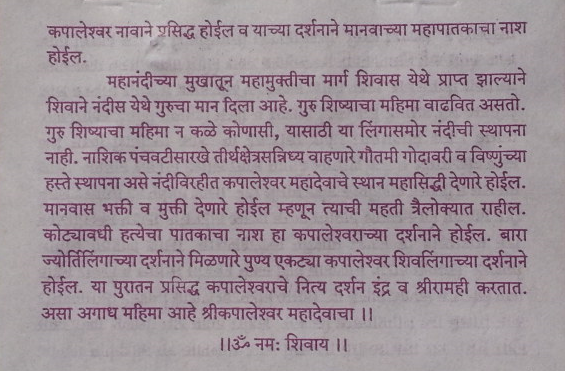 कपालेश्वर नावाने प्रसिद्ध होईल व याच्या दर्शनाने मानवाच्या महापातकाचा नाश
होईल.
महानंदीच्या मुखातून महामुक्तीचा मार्ग शिवास येथे प्राप्त झाल्याने
शिवाने नंदीस येथे गुरुचा मान दिला आहे. गुरु शिष्याचा महिमा वाढवित असतो.
गुरु शिष्याचा महिमा न कळे कोणासी, यासाठी या लिंगासमोर नंदीची स्थापना
नाही. नाशिक पंचवटीसारखे तीर्थक्षेत्रसन्निध्य वाहणारे गौतमी गोदावरी व विष्णुंच्या
हस्ते स्थापना असे नंदीविरहीत कपालेश्वर महादेवाचे स्थान महासिद्धी देणारे होईल.
मानवास भक्ती व मुक्ती देणारे होईल म्हणून त्याची महती त्रैलोक्यात राहील.
कोट्यावधी हत्येचा पातकाचा नाश हा कपालेश्वराच्या दर्शनाने होईल. बारा
ज्योर्तिलिंगाच्या दर्शनाने मिळणारे पुण्य एकट्या कपालेश्वर शिवलिंगाच्या दर्शनाने
होईल. या पुरातन प्रसिद्ध कपालेश्वराचे नित्य दर्शन इंद्र व श्रीरामही करतात.
असा अगाध महिमा आहे श्रीकपालेश्वर महादेवाचा ।।
।।ॐ नमः शिवाय ।।